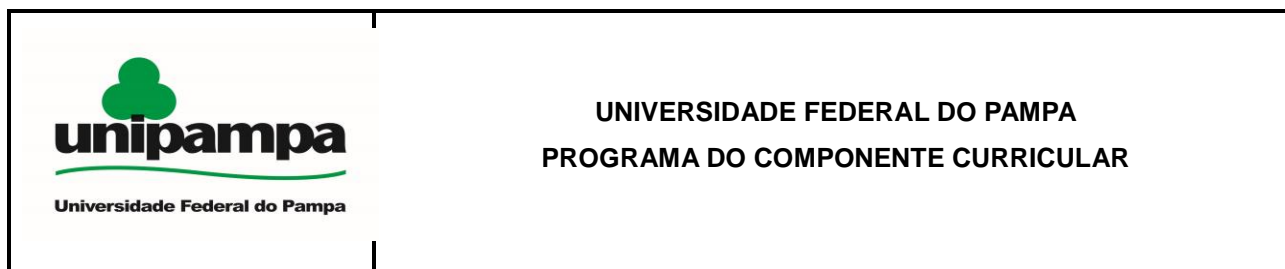 unipampa
Universidade Federal do Pampa
UNIVERSIDADE FEDERAL DO PAMPA
PROGRAMA DO COMPONENTE CURRICULAR